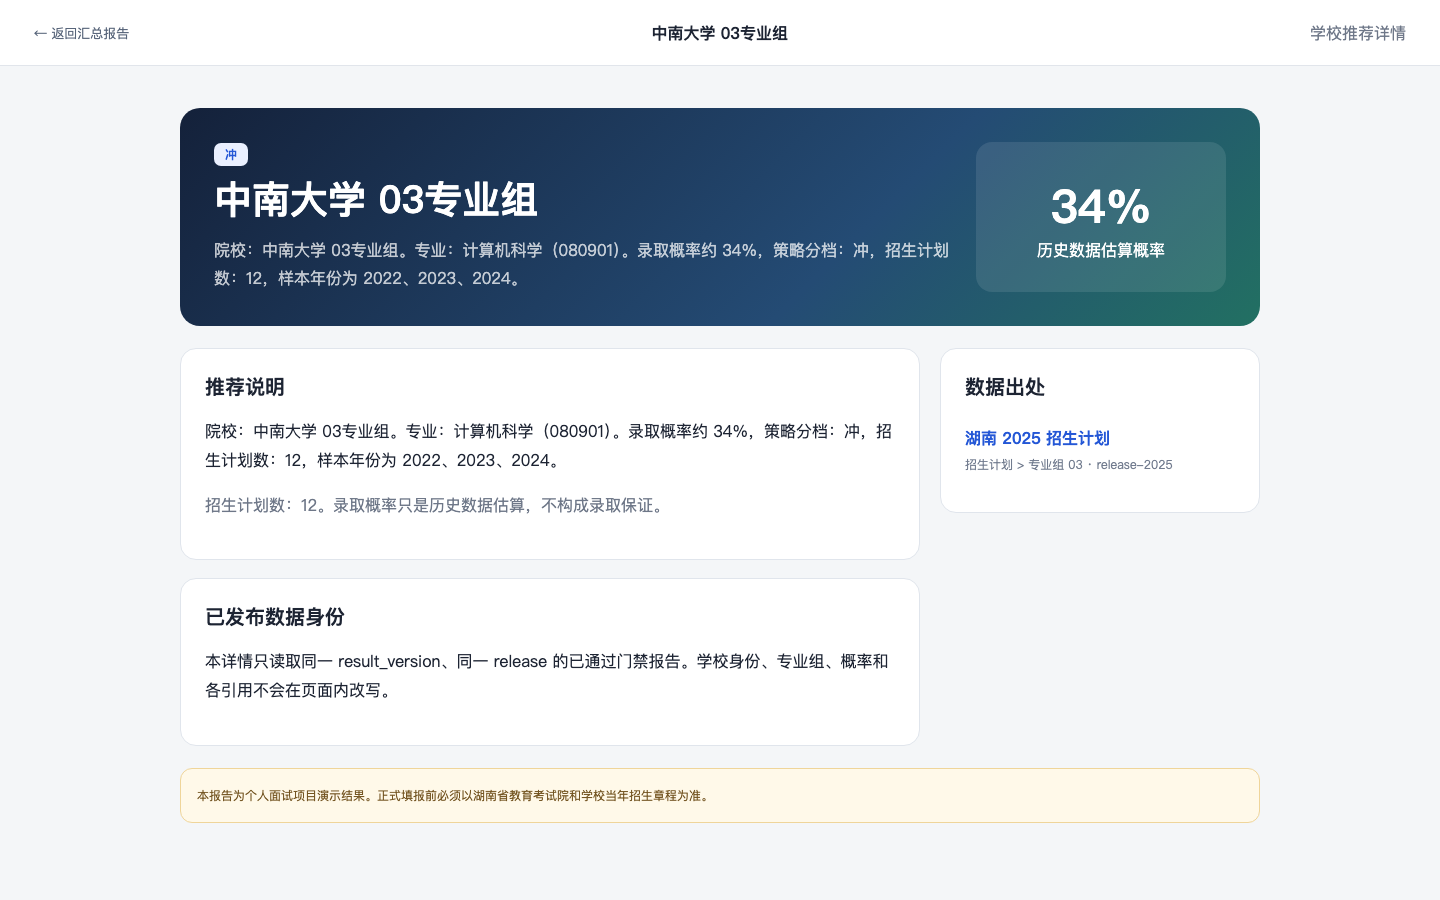 ← 返回汇总报告
中南大学 03专业组
学校推荐详情
冲
中南大学 03专业组
院校：中南大学 03专业组。专业：计算机科学（080901）。录取概率约 34%，策略分档：冲，招生计划
数：12，样本年份为 2022、2023、2024。
34%
历史数据估算概率
推荐说明
院校：中南大学 03专业组。专业：计算机科学（080901）。录取概率约 34%，策略分档：冲，招
生计划数：12，样本年份为 2022、2023、2024。
招生计划数：12。录取概率只是历史数据估算，不构成录取保证。
数据出处
湖南 2025 招生计划
招生计划 > 专业组 03 · release-2025
已发布数据身份
本详情只读取同一 result_version、同一 release 的已通过门禁报告。学校身份、专业组、概率和
各引用不会在页面内改写。
本报告为个人面试项目演示结果。正式填报前必须以湖南省教育考试院和学校当年招生章程为准。